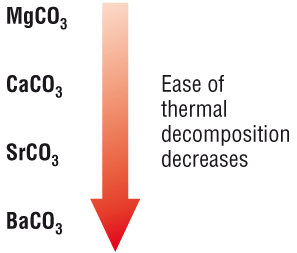 MgCO₃
CaCO₃
SrCO₃
BaCO₃
Ease of
thermal
decomposition
decreases